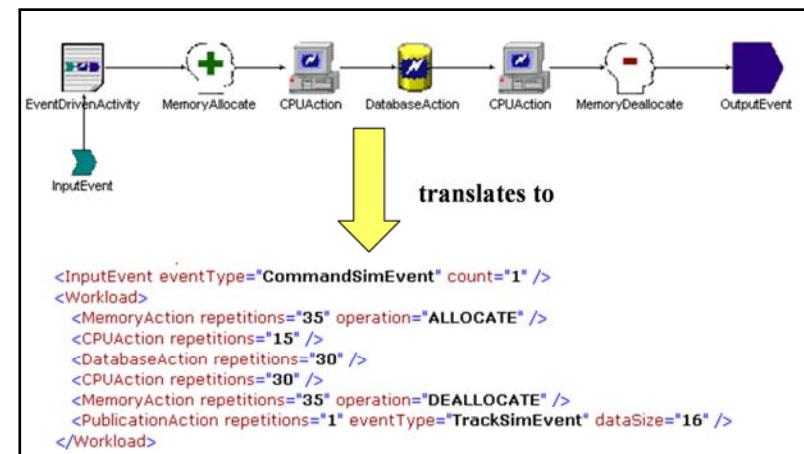 EventDrivenActivity MemoryAllocate CPUAction DatabaseAction CPUAction MemoryDeallocate OutputEvent
InputEvent
translates to
<InputEvent eventType="CommandSimEvent" count="1" />
<Workload>
<MemoryAction repetitions="35" operation="ALLOCATE" />
<CPUAction repetitions="15" />
<DatabaseAction repetitions="30" />
<CPUAction repetitions="30" />
<MemoryAction repetitions="35" operation="DEALLOCATE" />
<PublicationAction repetitions="1" eventType="TrackSimEvent" dataSize="16" />
</Workload>